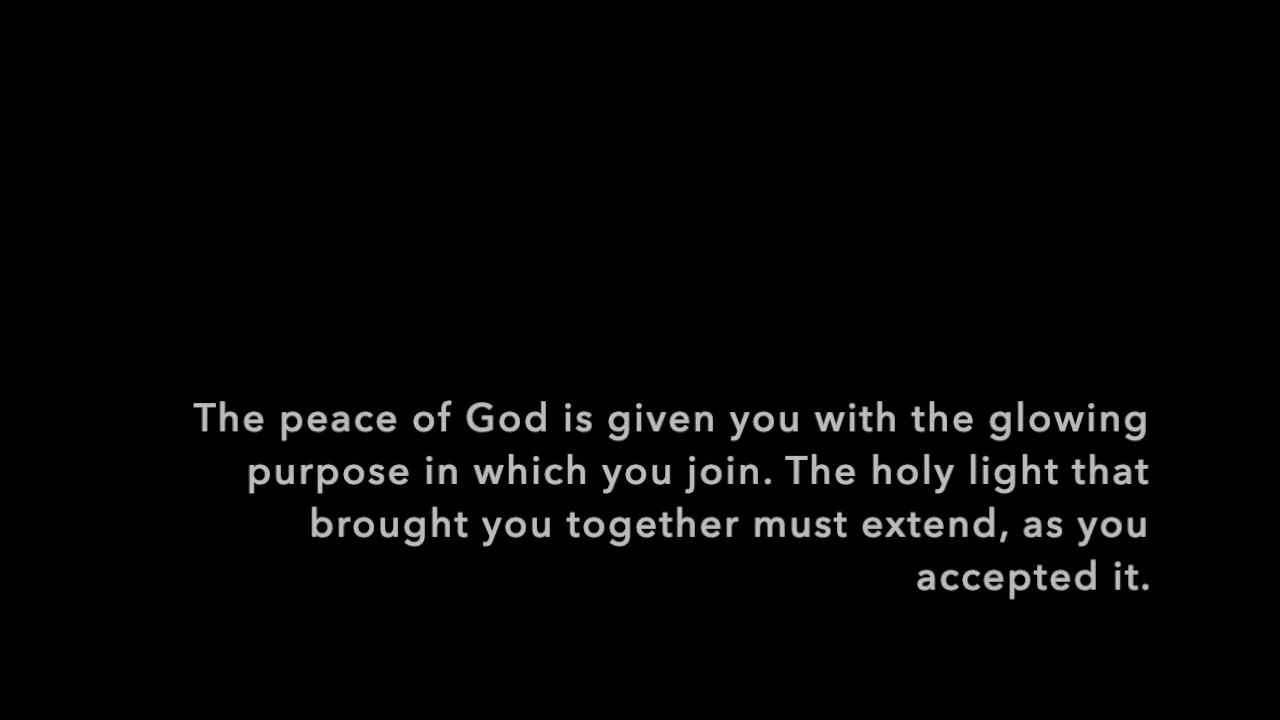 The peace of God is given you with the glowing
purpose in which you join. The holy light that
brought you together must extend, as you
accepted it.